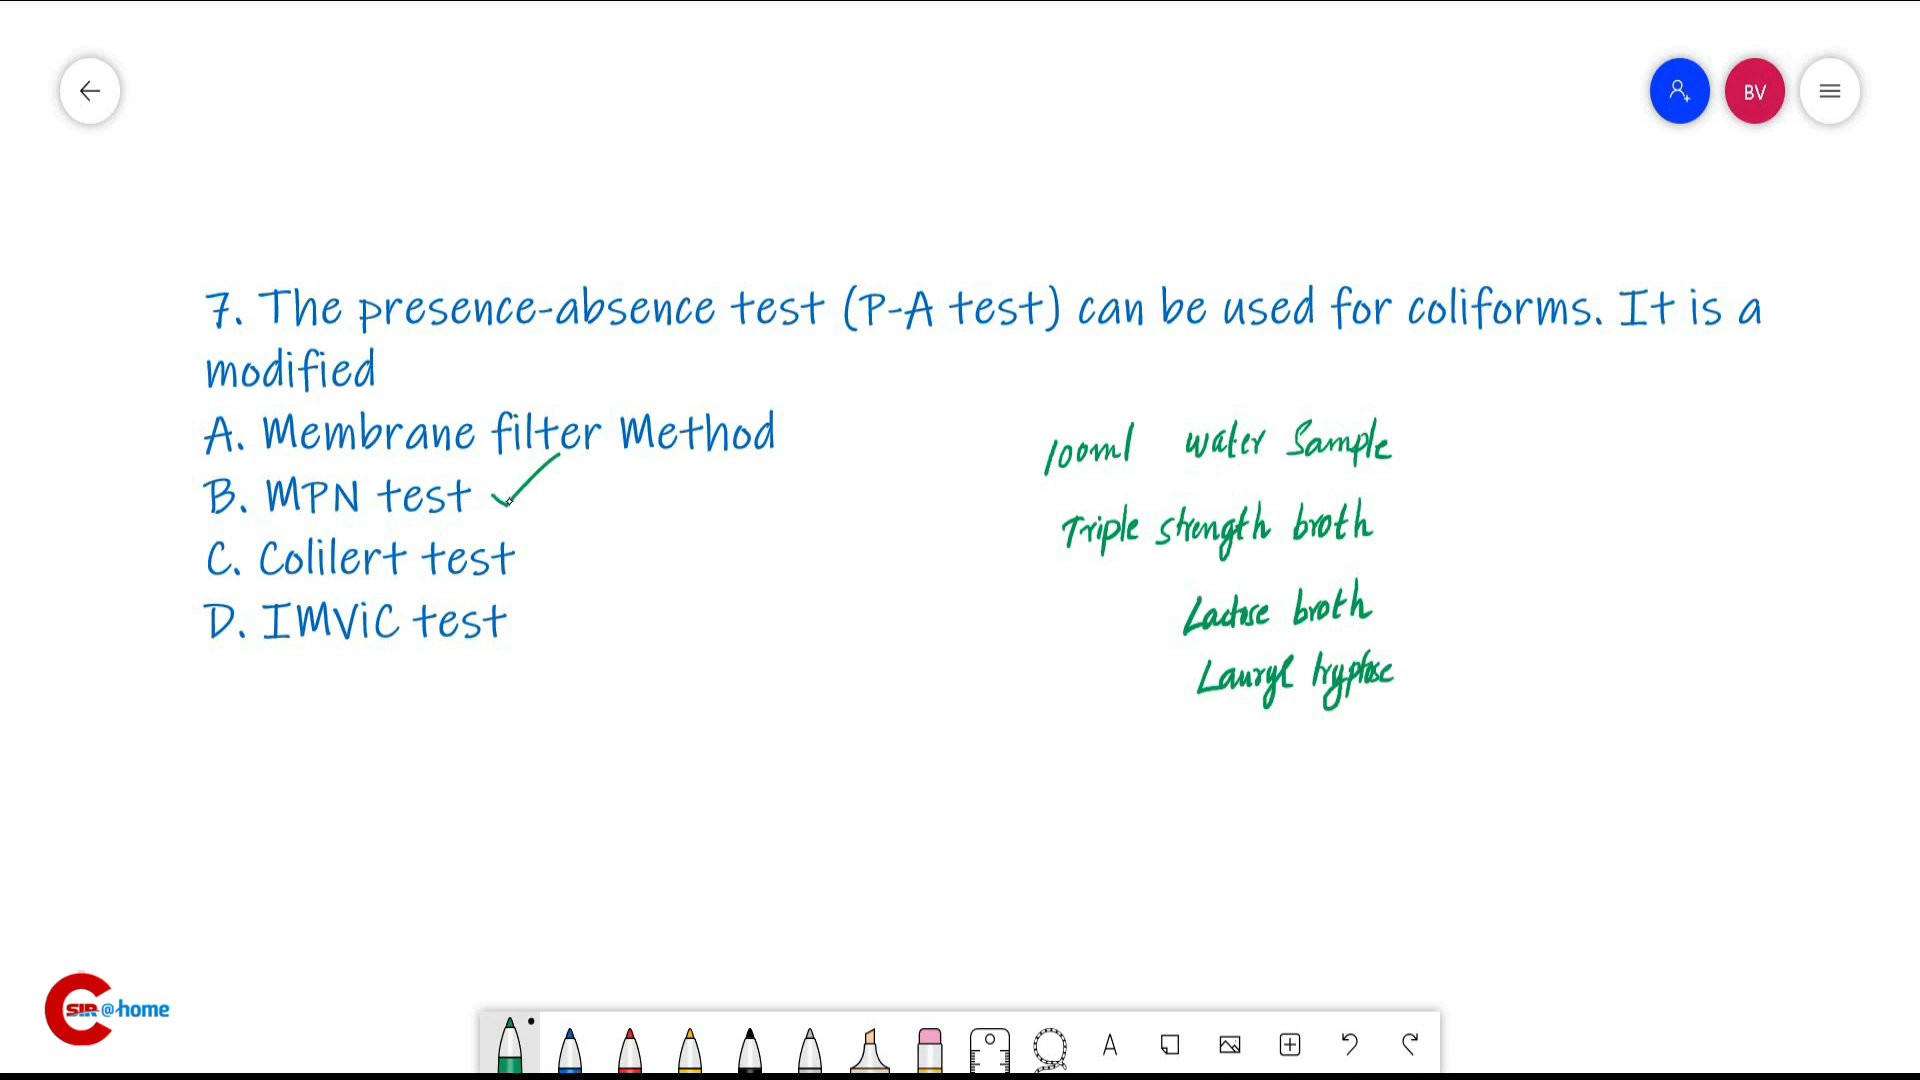 BV
7. The presence-absence test (P-A test) can be used for coliforms. It is a
modified
A. Membrane filter Method
B. MPN test
C. Colilert test
D. IMViC test
100ml water Sample
Triple strength broth
Lactose broth
Lauryl tryptose
CSIR@home
A